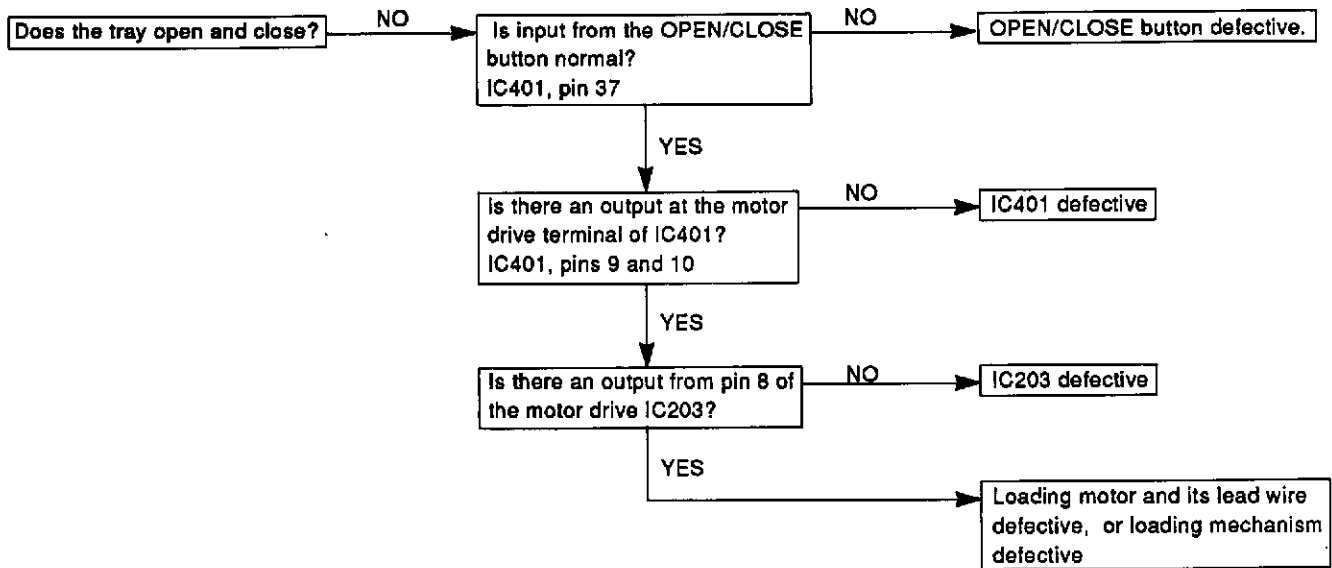 Does the tray open and close?
NO
Is input from the OPEN/CLOSE
button normal?
IC401, pin 37
NO
OPEN/CLOSE button defective.
YES
Is there an output at the motor
drive terminal of IC401?
IC401, pins 9 and 10
NO
IC401 defective
YES
Is there an output from pin 8 of
the motor drive IC203?
NO
IC203 defective
YES
Loading motor and its lead wire
defective, or loading mechanism
defective